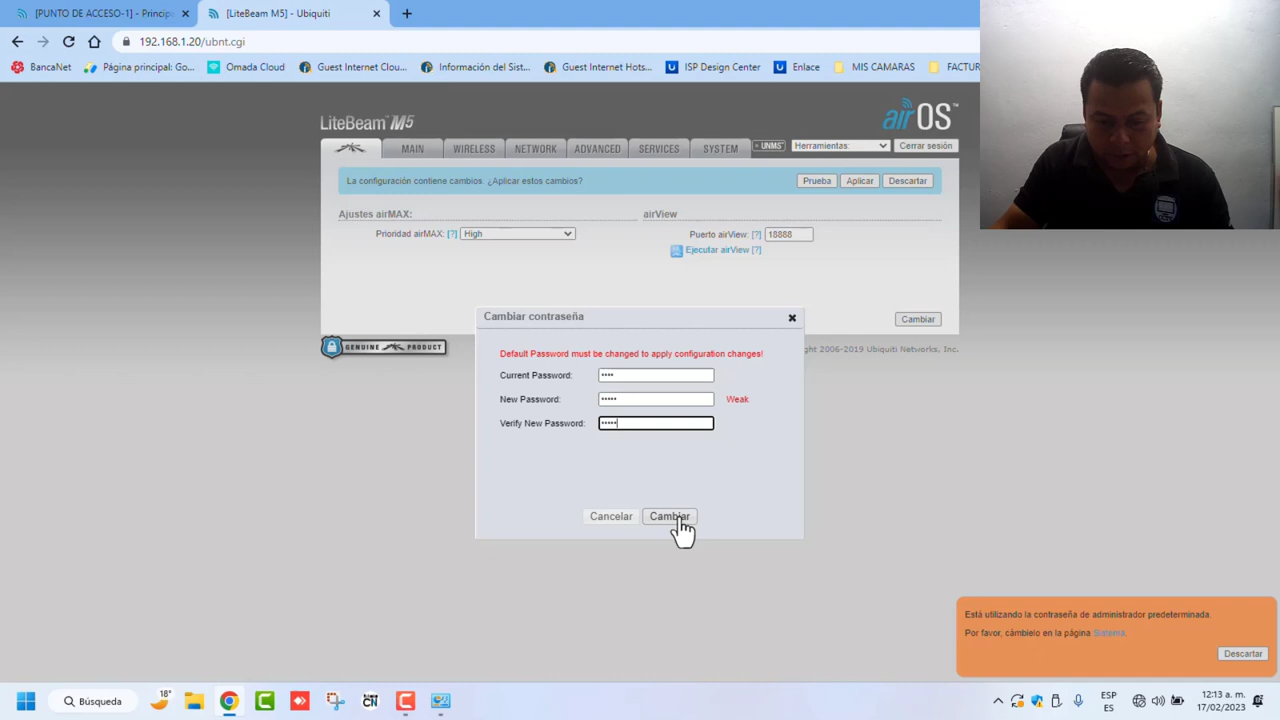 [PUNTO DE ACCESO-1] - Princip
[LiteBeam M5] - Ubiquiti
192.168.1.20/ubnt.cgi
BancaNet
Página principal: Go...
Omada Cloud
Guest Internet Clou...
Información del Sist...
Guest Internet Hots...
ISP Design Center
Enlace
MIS CAMARAS
FACTUR
LiteBeam M5
airOS™
MAIN
WIRELESS
NETWORK
ADVANCED
SERVICES
SYSTEM
UNMS™
Herramientas:
Cerrar sesión
La configuración contiene cambios. ¿Aplicar estos cambios?
Prueba
Aplicar
Descartar
Ajustes airMAX:
airView
Prioridad airMAX: [?] High
Puerto airView: [?] 18888
Ejecutar airView [?]
Cambiar
GENUINE PRODUCT
ght 2006-2019 Ubiquiti Networks, Inc.
Cambiar contraseña
Default Password must be changed to apply configuration changes!
Current Password: ••••
New Password: •••••
Weak
Verify New Password: •••••
Cancelar
Cambiar
Está utilizando la contraseña de administrador predeterminada.
Por favor, cámbielo en la página Sistema.
Descartar
Búsqueda
18°
CN
ESP
ES
12:13 a. m.
17/02/2023